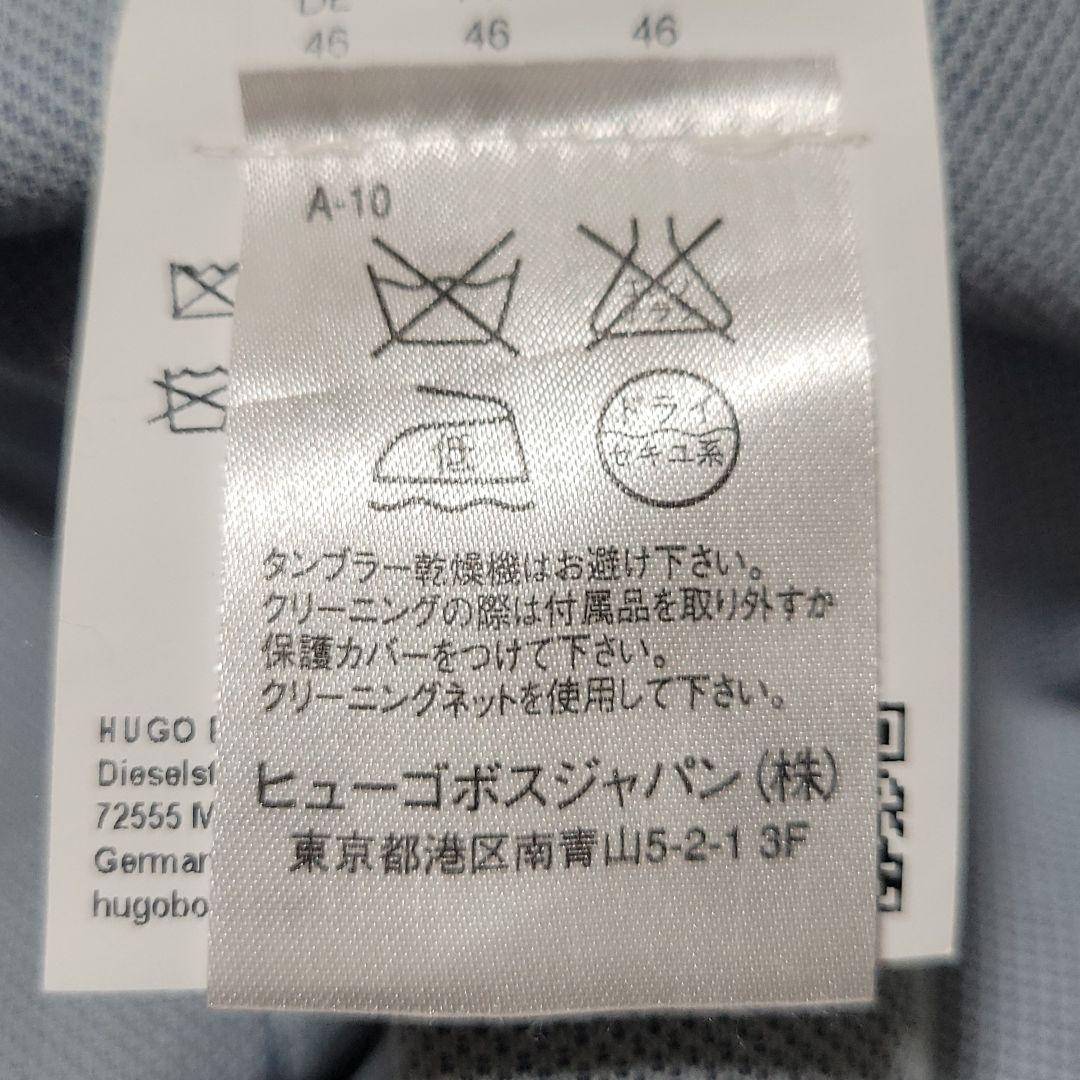 46 46 46
A-10
低
ドライ
セキユ系
タンブラー乾燥機はお避け下さい。
クリーニングの際は付属品を取り外すか
保護カバーをつけて下さい。
クリーニングネットを使用して下さい。
ヒューゴボスジャパン(株)
東京都港区南青山5-2-1 3F
HUGO
Dieselst
72555 M
German
hugobo